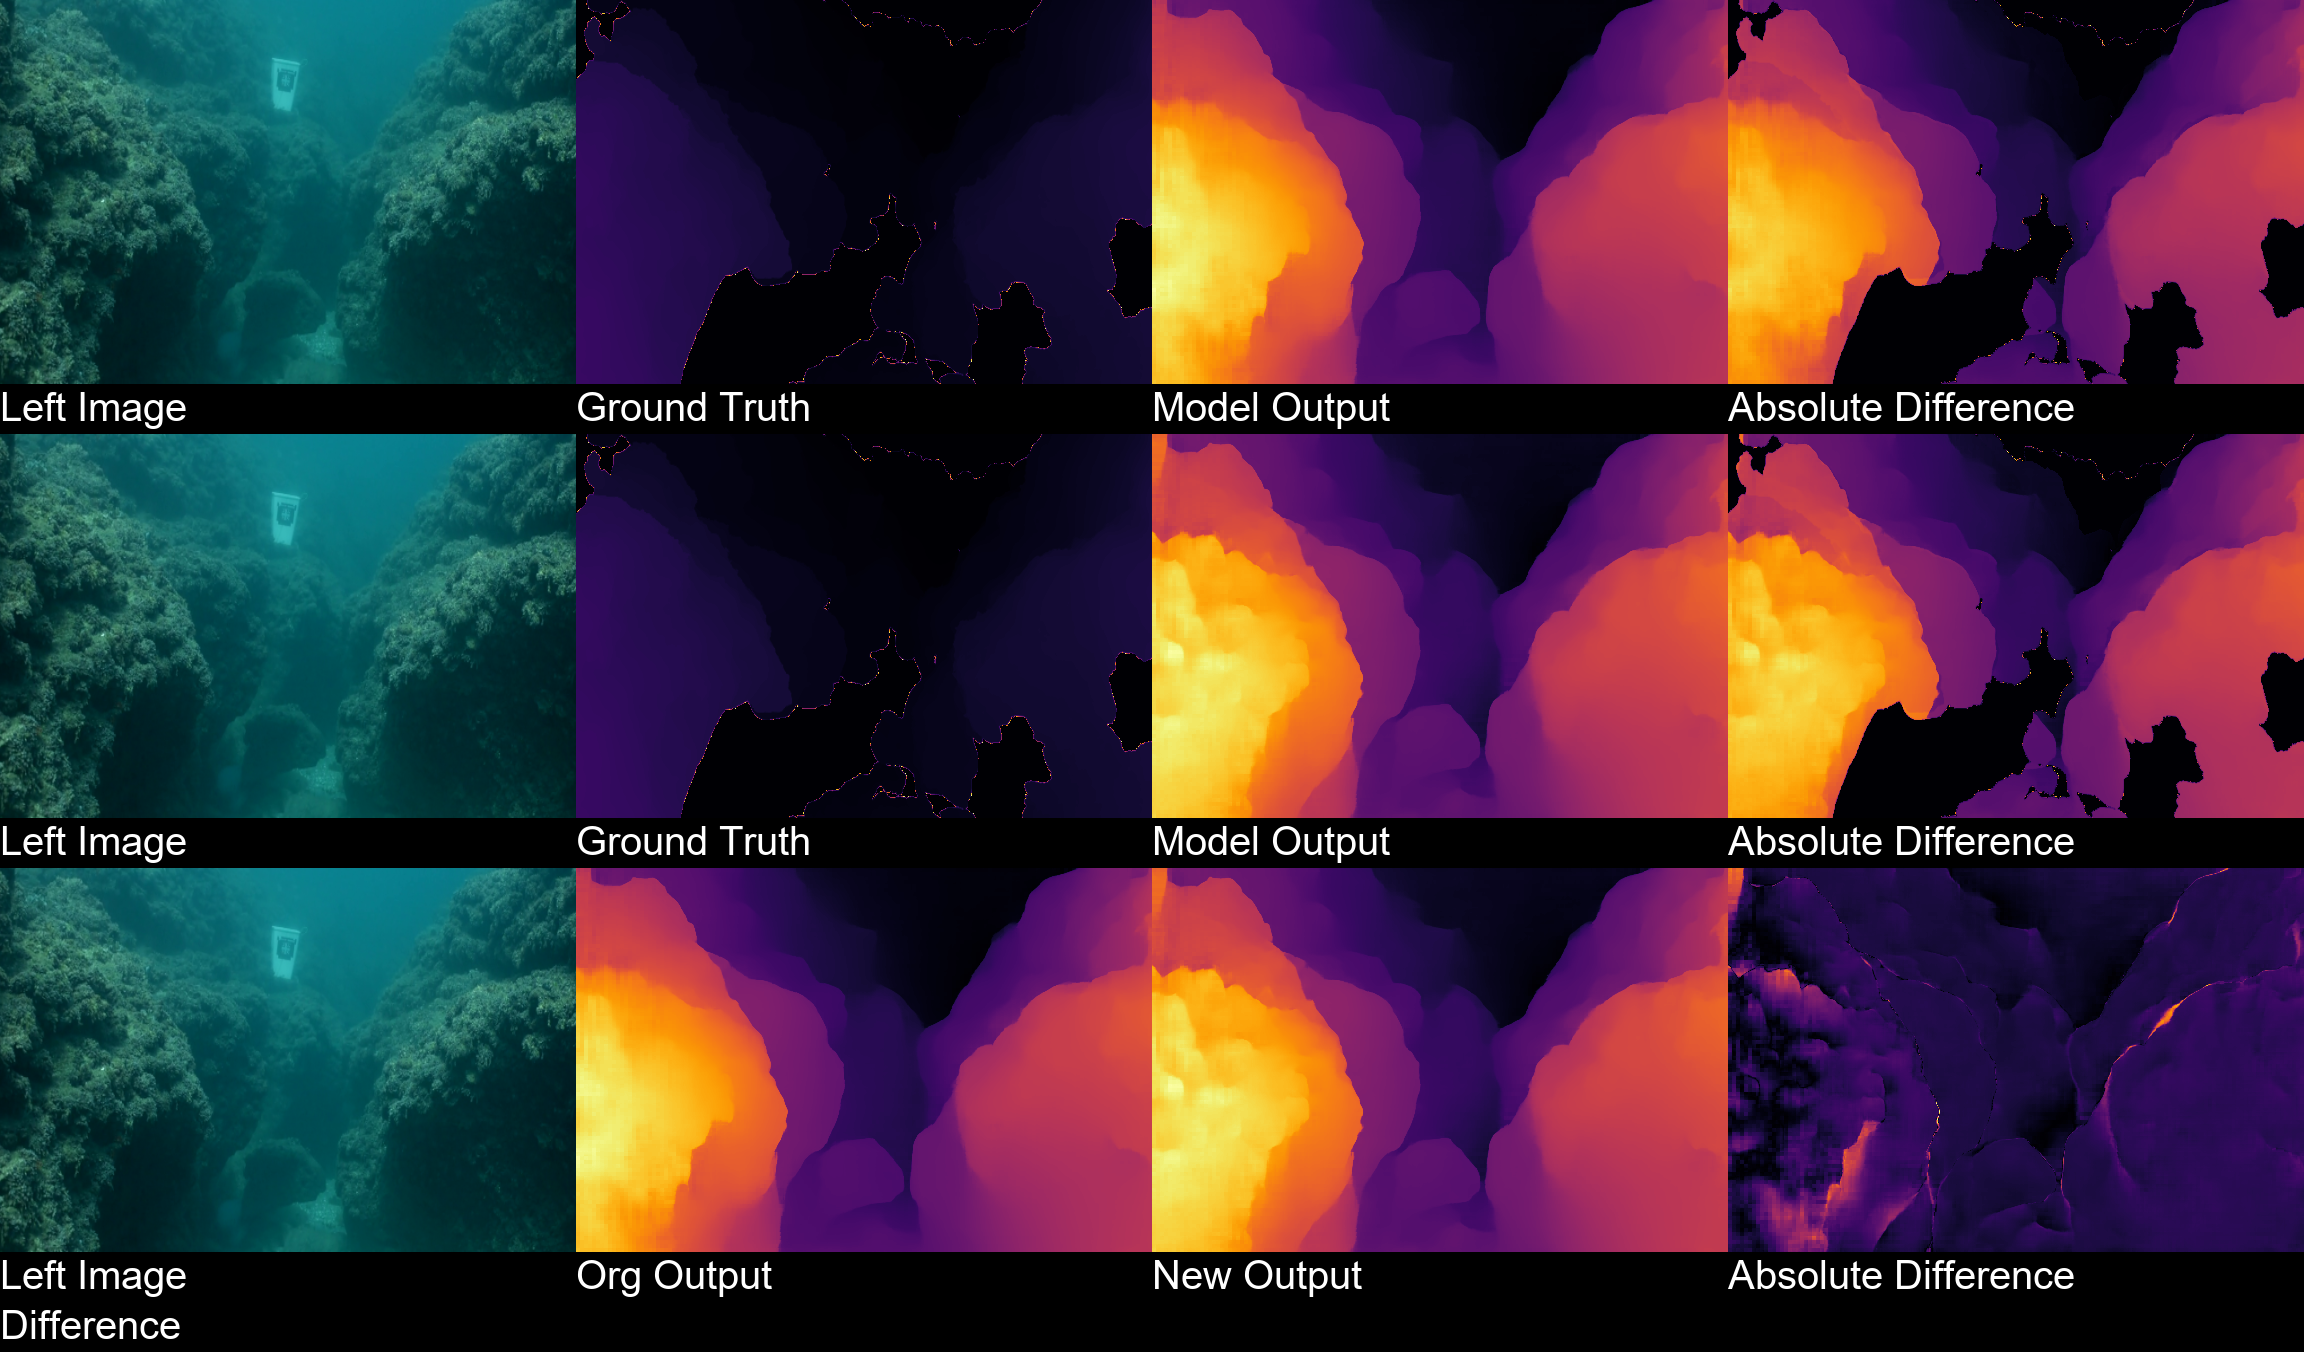 Left Image
Ground Truth
Model Output
Absolute Difference
Left Image
Ground Truth
Model Output
Absolute Difference
Left Image
Org Output
New Output
Absolute Difference
Difference